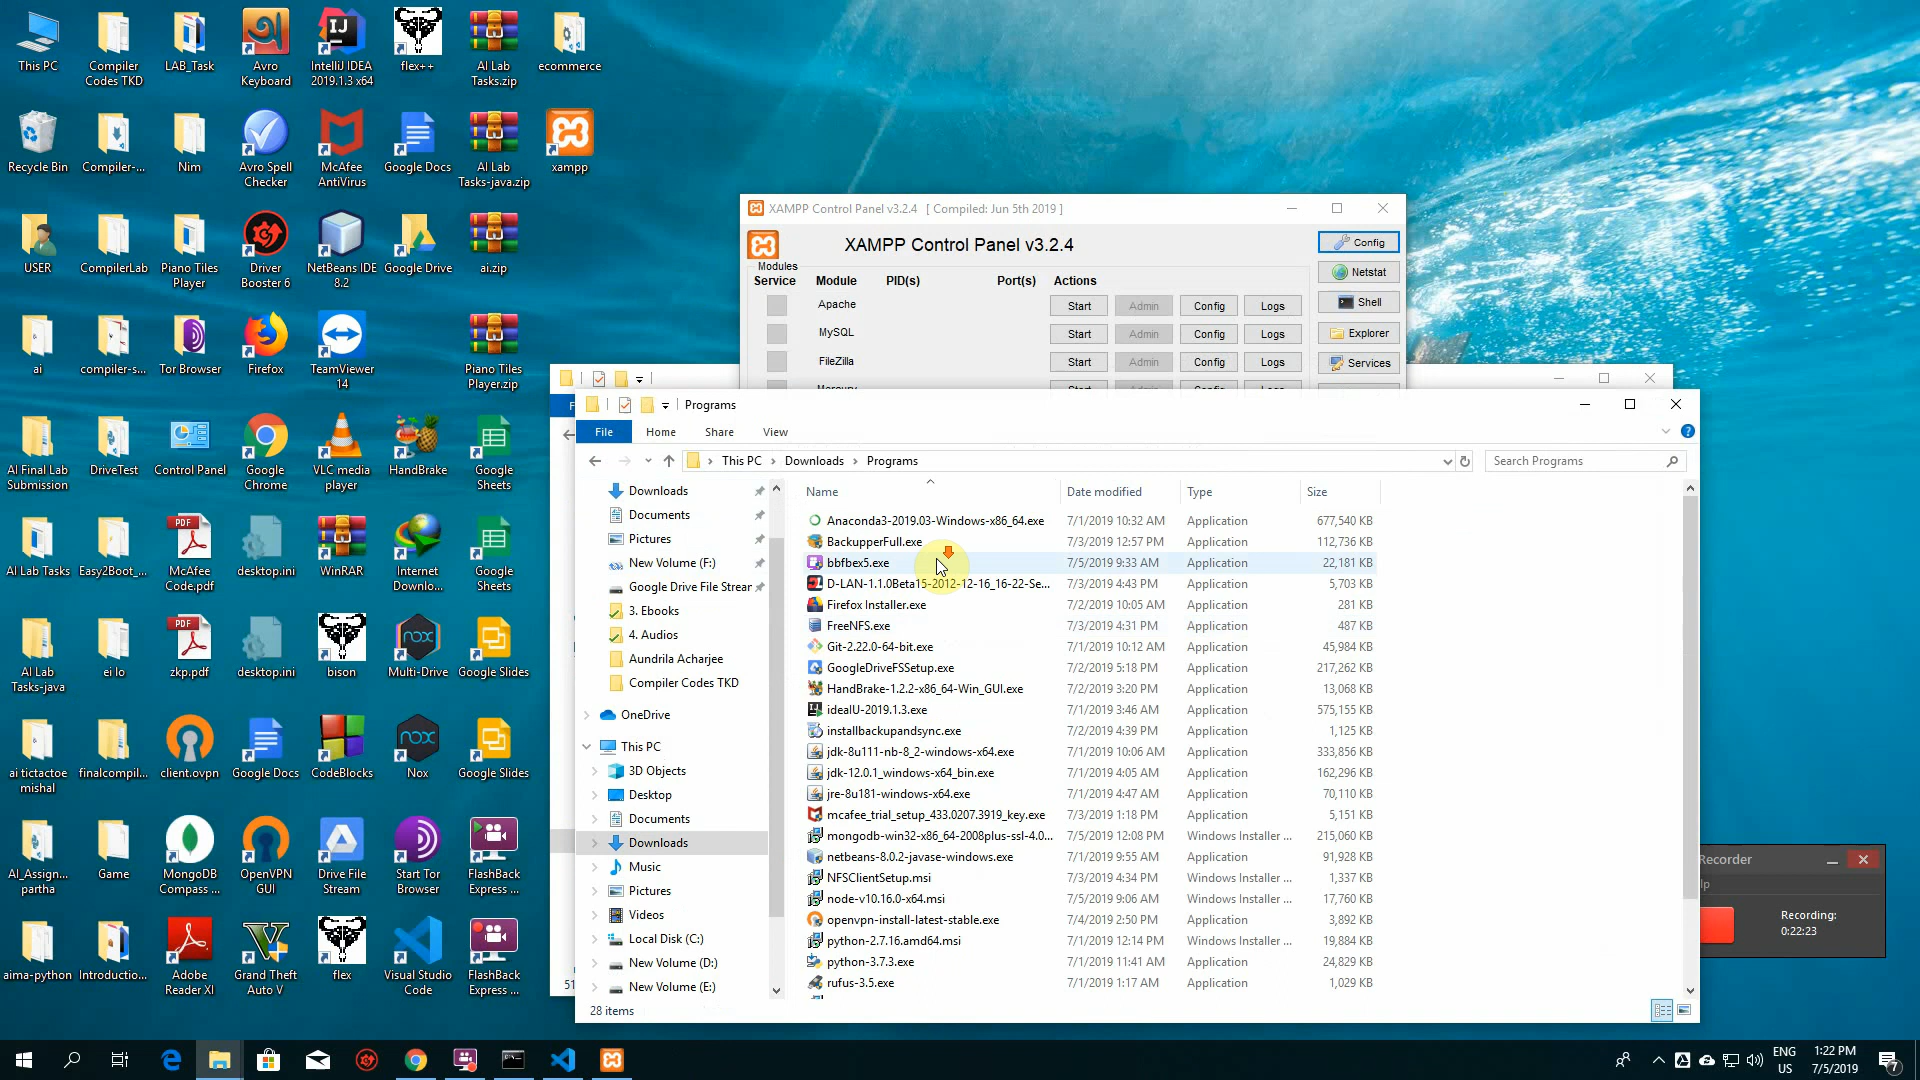 This PC
Compiler
Codes TKD
LAB_Task
Avro
Keyboard
IntelliJ IDEA
2019.1.3 x64
flex++
AI Lab
Tasks.zip
ecommerce
Recycle Bin
Compiler-...
Nim
Avro Spell
Checker
McAfee
AntiVirus
Google Docs
AI Lab
Tasks-java.zip
xampp
USER
CompilerLab
Piano Tiles
Player
Driver
Booster 6
NetBeans IDE
8.2
Google Drive
ai.zip
ai
compiler-s...
Tor Browser
Firefox
TeamViewer
14
Piano Tiles
Player.zip
AI Final Lab
Submission
DriveTest
Control Panel
Google
Chrome
VLC media
player
HandBrake
Google
Sheets
AI Lab Tasks
Easy2Boot_...
McAfee
Code.pdf
desktop.ini
WinRAR
Internet
Downlo...
Google
Sheets
AI Lab
Tasks-java
ei lo
zkp.pdf
desktop.ini
bison
Multi-Drive
Google Slides
ai tictactoe
mishal
finalcompil...
client.ovpn
Google Docs
CodeBlocks
Nox
Google Slides
AI_Assign...
partha
Game
MongoDB
Compass ...
OpenVPN
GUI
Drive File
Stream
Start Tor
Browser
FlashBack
Express ...
aima-python
Introductio...
Adobe
Reader XI
Grand Theft
Auto V
flex
Visual Studio
Code
FlashBack
Express ...
XAMPP Control Panel v3.2.4 [ Compiled: Jun 5th 2019 ]
XAMPP Control Panel v3.2.4
Config
Modules
Service Module PID(s) Port(s) Actions
Netstat
Apache Start Admin Config Logs
Shell
MySQL Start Admin Config Logs
Explorer
FileZilla Start Admin Config Logs
Services
Mercury Start Admin Config Logs
Programs
File Home Share View
This PC > Downloads > Programs
Search Programs
Downloads
Documents
Pictures
New Volume (F:)
Google Drive File Strear
3. Ebooks
4. Audios
Aundrila Acharjee
Compiler Codes TKD
OneDrive
This PC
3D Objects
Desktop
Documents
Downloads
Music
Pictures
Videos
Local Disk (C:)
New Volume (D:)
New Volume (E:)
Name Date modified Type Size
Anaconda3-2019.03-Windows-x86_64.exe 7/1/2019 10:32 AM Application 677,540 KB
BackupperFull.exe 7/3/2019 12:57 PM Application 112,736 KB
bbfbex5.exe 7/5/2019 9:33 AM Application 22,181 KB
D-LAN-1.1.0Beta15-2012-12-16_16-22-Se... 7/3/2019 4:43 PM Application 5,703 KB
Firefox Installer.exe 7/2/2019 10:05 AM Application 281 KB
FreeNFS.exe 7/3/2019 4:31 PM Application 487 KB
Git-2.22.0-64-bit.exe 7/1/2019 10:12 AM Application 45,984 KB
GoogleDriveFSSetup.exe 7/2/2019 5:18 PM Application 217,262 KB
HandBrake-1.2.2-x86_64-Win_GUI.exe 7/2/2019 3:20 PM Application 13,068 KB
ideaIU-2019.1.3.exe 7/1/2019 3:46 AM Application 575,155 KB
installbackupandsync.exe 7/2/2019 4:39 PM Application 1,125 KB
jdk-8u111-nb-8_2-windows-x64.exe 7/1/2019 10:06 AM Application 333,856 KB
jdk-12.0.1_windows-x64_bin.exe 7/1/2019 4:05 AM Application 162,296 KB
jre-8u181-windows-x64.exe 7/1/2019 4:47 AM Application 70,110 KB
mcafee_trial_setup_433.0207.3919_key.exe 7/3/2019 1:18 PM Application 5,151 KB
mongodb-win32-x86_64-2008plus-ssl-4.0... 7/5/2019 12:08 PM Windows Installer ... 215,060 KB
netbeans-8.0.2-javase-windows.exe 7/1/2019 9:55 AM Application 91,928 KB
NFSClientSetup.msi 7/3/2019 4:34 PM Windows Installer ... 1,337 KB
node-v10.16.0-x64.msi 7/5/2019 9:06 AM Windows Installer ... 17,760 KB
openvpn-install-latest-stable.exe 7/4/2019 2:50 PM Application 3,892 KB
python-2.7.16.amd64.msi 7/1/2019 12:14 PM Windows Installer ... 19,884 KB
python-3.7.3.exe 7/1/2019 11:41 AM Application 24,829 KB
rufus-3.5.exe 7/1/2019 1:17 AM Application 1,029 KB
28 items
51
Recorder
lp
Recording:
0:22:23
ENG
US
1:22 PM
7/5/2019
7